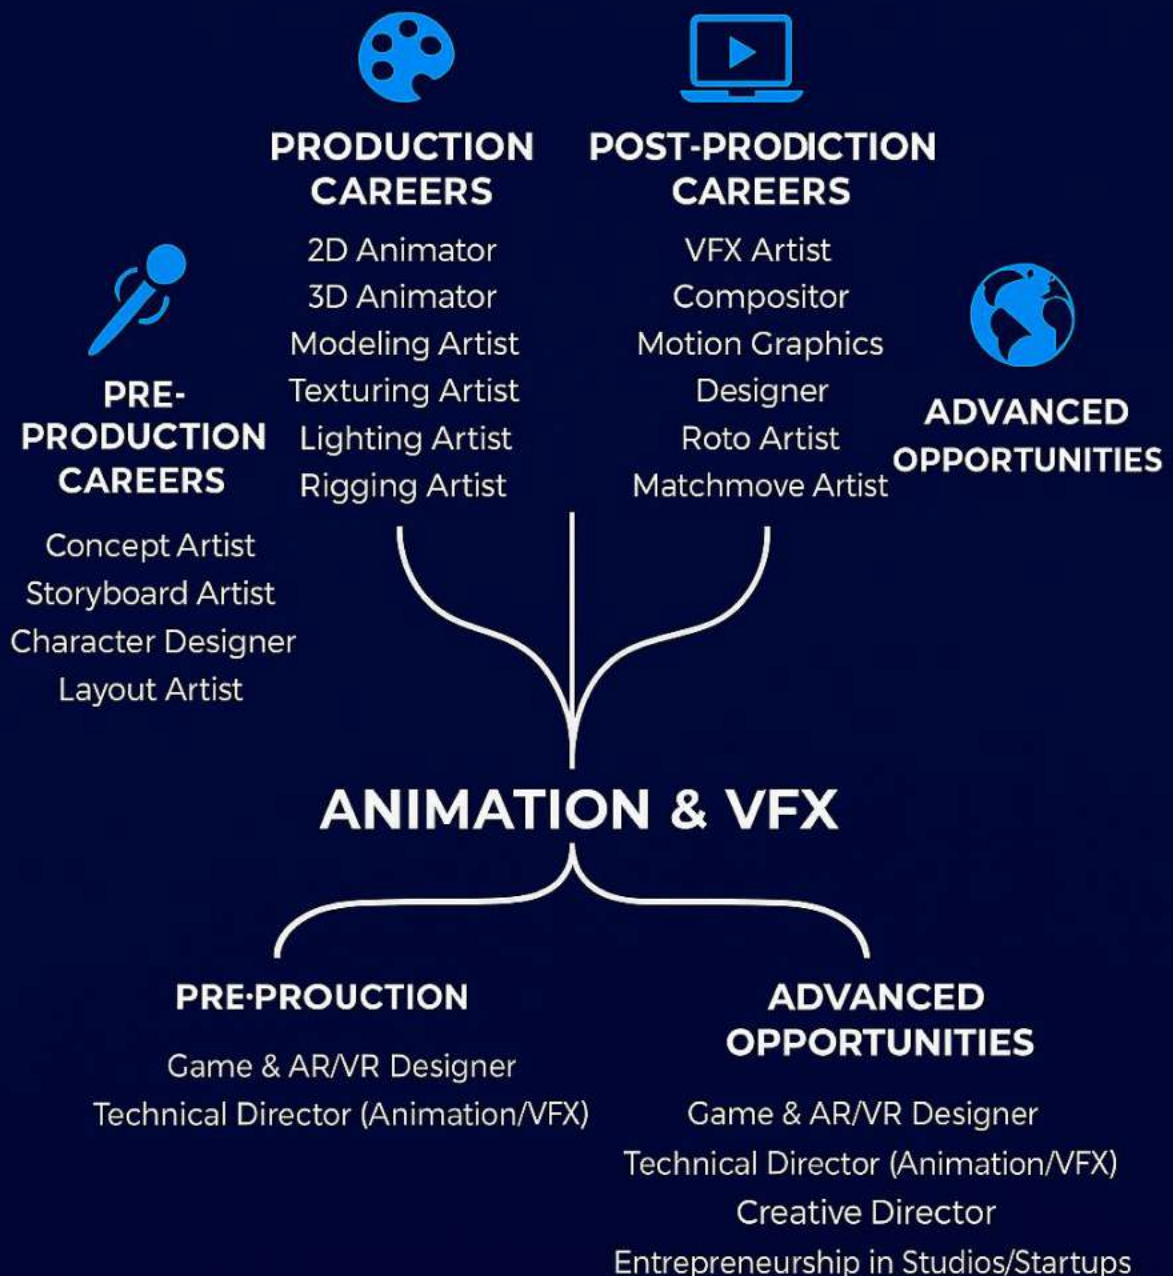 PRODUCTION
CAREERS
2D Animator
3D Animator
Modeling Artist
Texturing Artist
Lighting Artist
Rigging Artist
POST-PRODICTION
CAREERS
VFX Artist
Compositor
Motion Graphics
Designer
Roto Artist
Matchmove Artist
PRE-
PRODUCTION
CAREERS
Concept Artist
Storyboard Artist
Character Designer
Layout Artist
ADVANCED
OPPORTUNITIES
ANIMATION & VFX
PRE·PROUCTION
Game & AR/VR Designer
Technical Director (Animation/VFX)
ADVANCED
OPPORTUNITIES
Game & AR/VR Designer
Technical Director (Animation/VFX)
Creative Director
Entrepreneurship in Studios/Startups